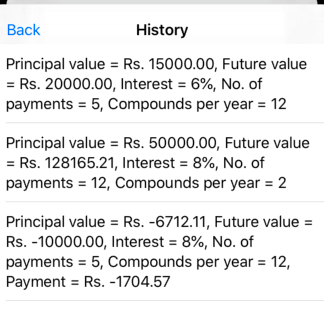 Back
History
Principal value = Rs. 15000.00, Future value
= Rs. 20000.00, Interest = 6%, No. of
payments = 5, Compounds per year = 12
Principal value = Rs. 50000.00, Future value
= Rs. 128165.21, Interest = 8%, No. of
payments = 12, Compounds per year = 2
Principal value = Rs. -6712.11, Future value =
Rs. -10000.00, Interest = 8%, No. of
payments = 5, Compounds per year = 12,
Payment = Rs. -1704.57